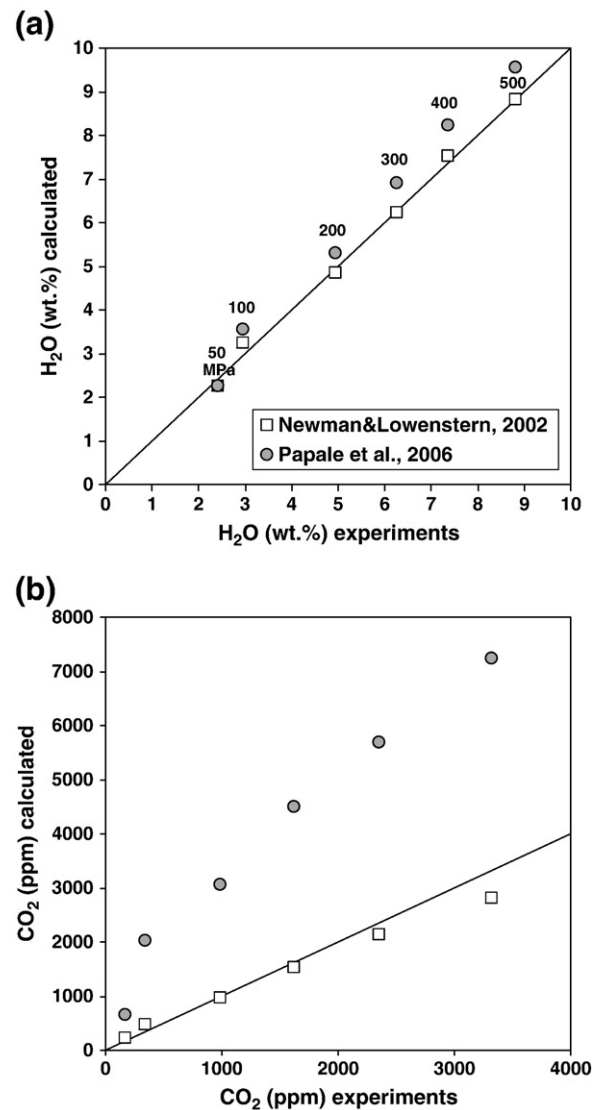 (a)
10
9
8
7
6
5
4
3
2
1
0
H₂O (wt.%) calculated
500
400
300
200
100
50
MPa
Newman&Lowenstern, 2002
Papale et al., 2006
0 1 2 3 4 5 6 7 8 9 10
H₂O (wt.%) experiments
(b)
8000
7000
6000
5000
4000
3000
2000
1000
0
CO₂ (ppm) calculated
0 1000 2000 3000 4000
CO₂ (ppm) experiments